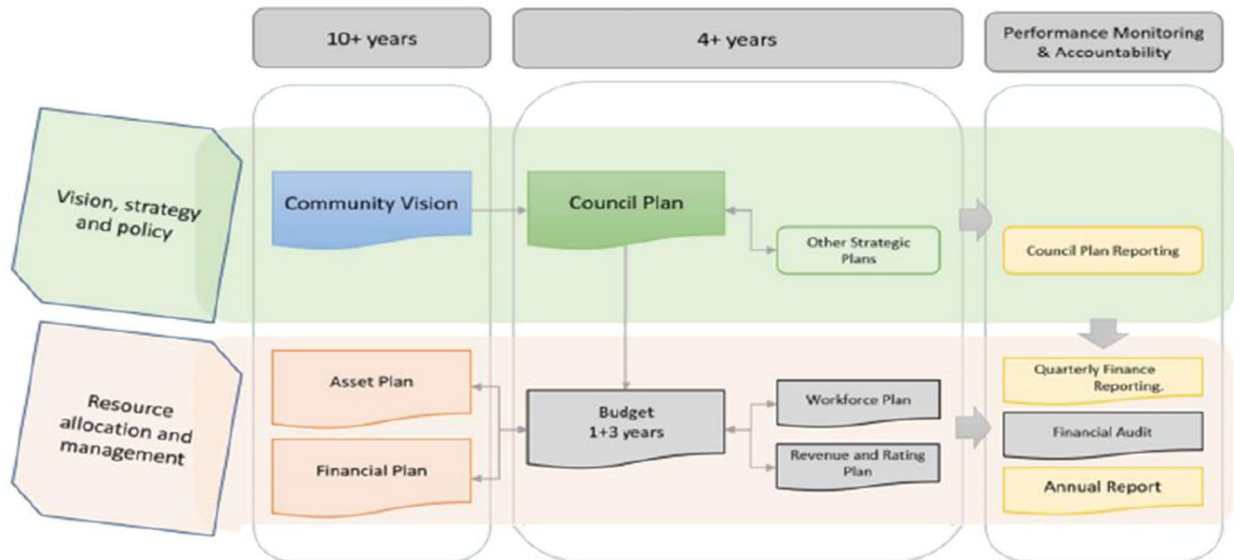 10+ years
4+ years
Performance Monitoring
& Accountability
Vision, strategy
and policy
Community Vision
Council Plan
Other Strategic
Plans
Council Plan Reporting
Resource
allocation and
management
Asset Plan
Financial Plan
Budget
1+3 years
Workforce Plan
Revenue and Rating
Plan
Quarterly Finance
Reporting.
Financial Audit
Annual Report